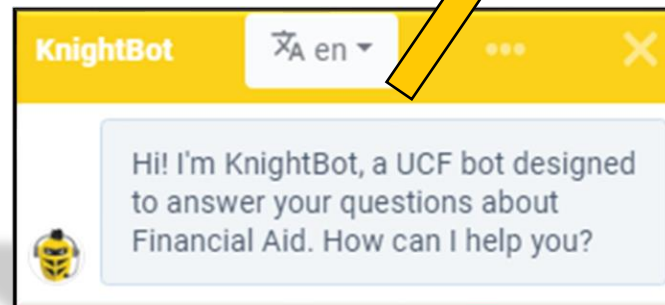 KnightBot
en
Hi! I'm KnightBot, a UCF bot designed
to answer your questions about
Financial Aid. How can I help you?